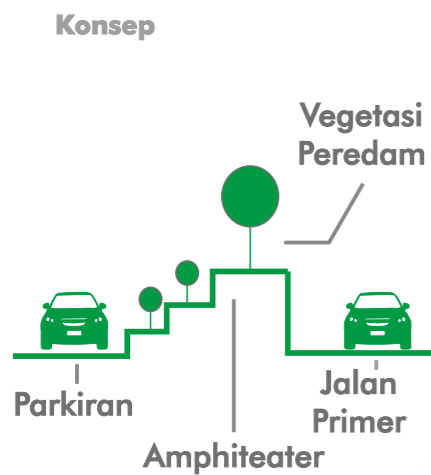 Konsep
Vegetasi
Peredam
Parkiran
Jalan
Primer
Amphiteater